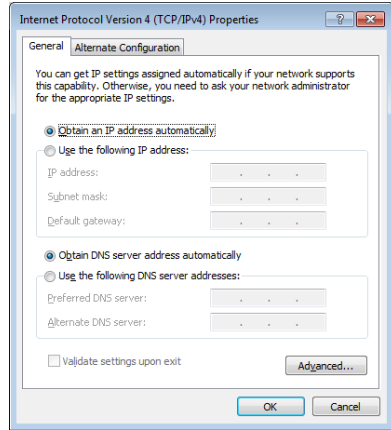 Internet Protocol Version 4 (TCP/IPv4) Properties
General
Alternate Configuration
You can get IP settings assigned automatically if your network supports
this capability. Otherwise, you need to ask your network administrator
for the appropriate IP settings.
Obtain an IP address automatically
Use the following IP address:
IP address:
Subnet mask:
Default gateway:
Obtain DNS server address automatically
Use the following DNS server addresses:
Preferred DNS server:
Alternate DNS server:
Validate settings upon exit
Advanced...
OK
Cancel